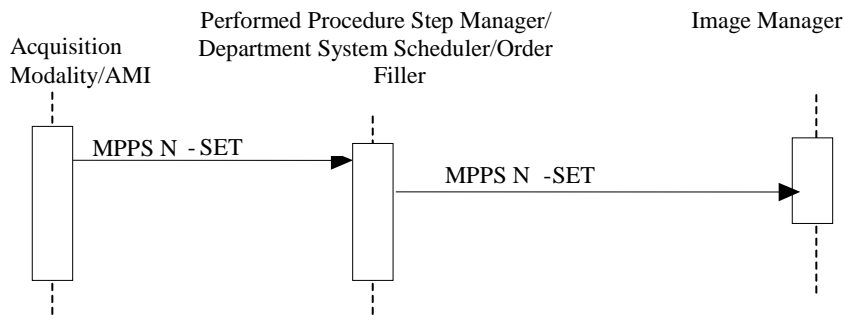 Performed Procedure Step Manager/
Department System Scheduler/Order
Filler
Image Manager
Acquisition
Modality/AMI
MPPS N -SET
MPPS N -SET